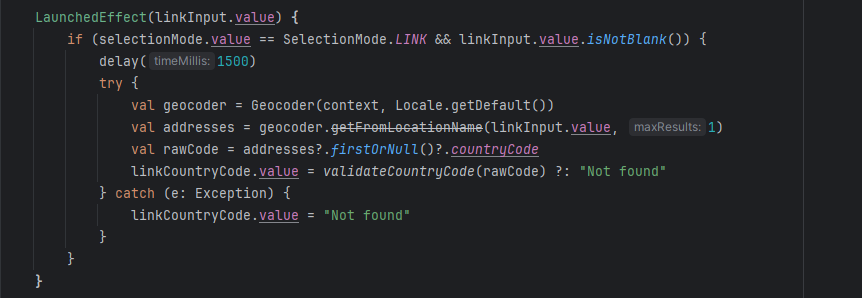 LaunchedEffect(linkInput.value) {
if (selectionMode.value == SelectionMode.LINK && linkInput.value.isNotBlank()) {
delay( timeMillis: 1500)
try {
val geocoder = Geocoder(context, Locale.getDefault())
val addresses = geocoder.getFromLocationName(linkInput.value, maxResults: 1)
val rawCode = addresses?.firstOrNull()?.countryCode
linkCountryCode.value = validateCountryCode(rawCode) ?: "Not found"
} catch (e: Exception) {
linkCountryCode.value = "Not found"
}
}
}